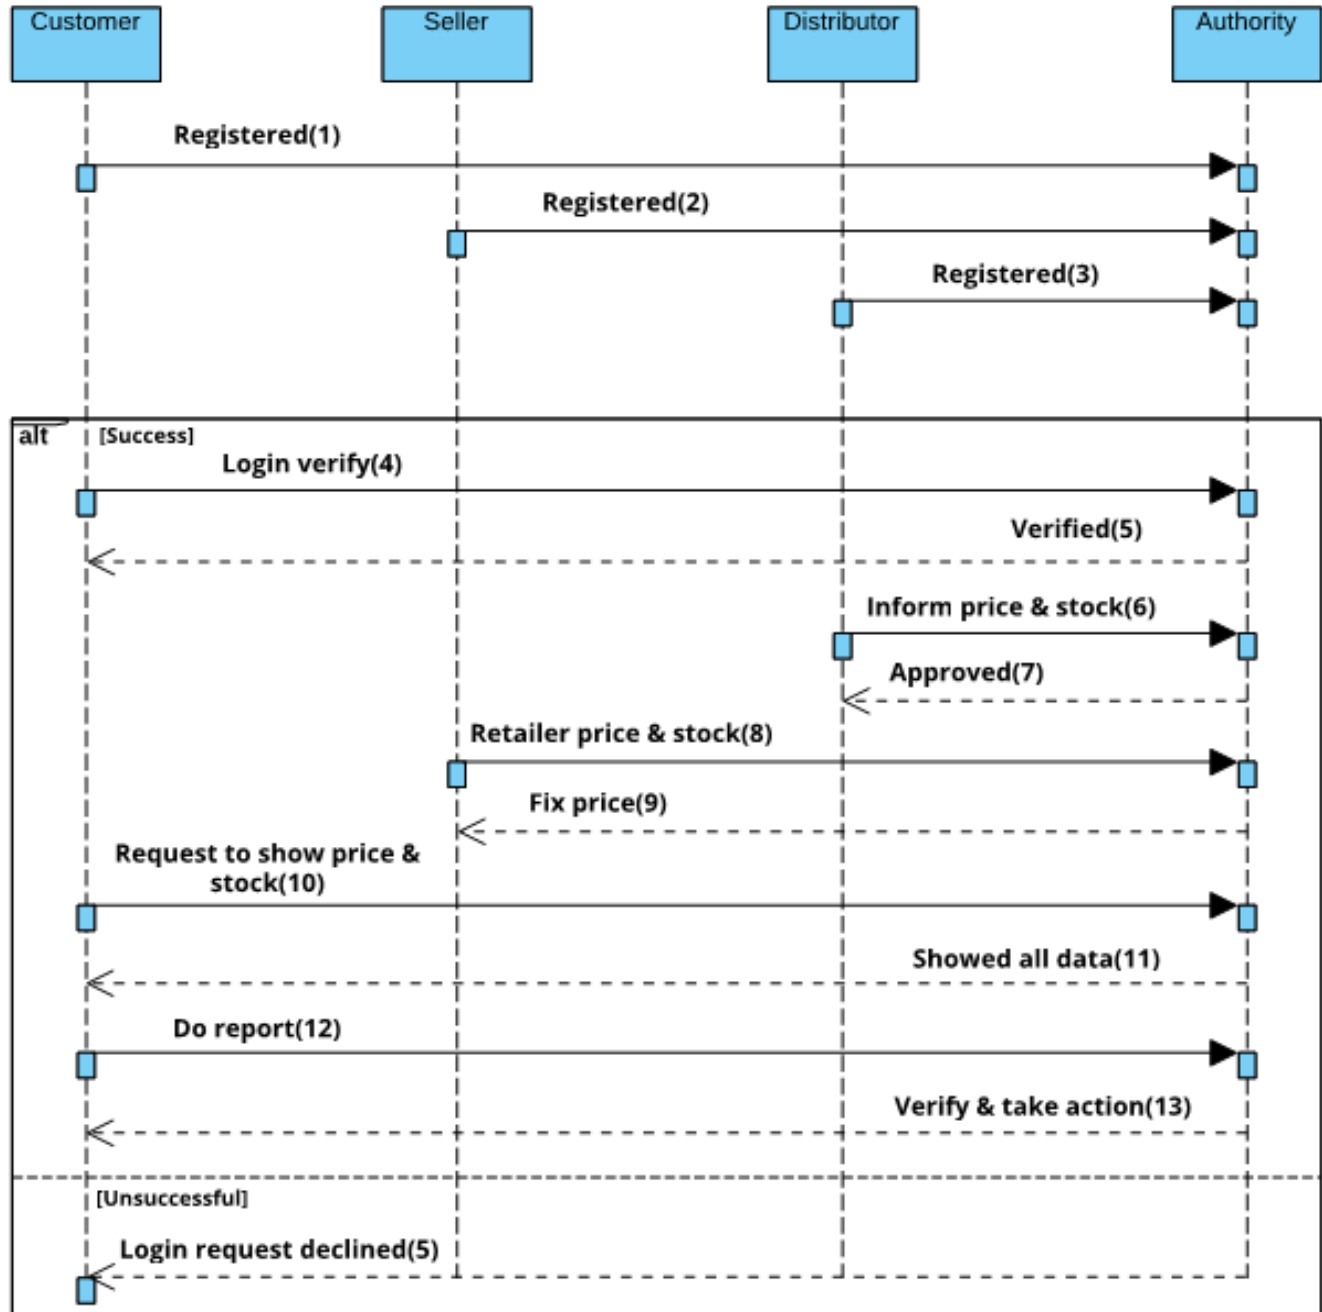 Customer
Seller
Distributor
Authority
Registered(1)
Registered(2)
Registered(3)
alt
[Success]
Login verify(4)
Verified(5)
Inform price & stock(6)
Approved(7)
Retailer price & stock(8)
Fix price(9)
Request to show price &
stock(10)
Showed all data(11)
Do report(12)
Verify & take action(13)
[Unsuccessful]
Login request declined(5)